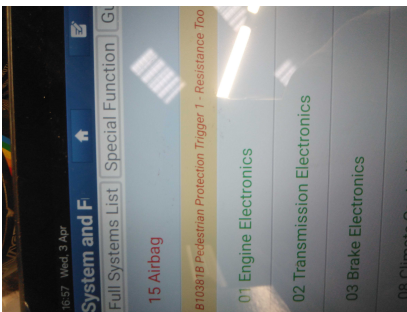 16:57 Wed, 3 Apr
System and F
Full Systems List Special Function Gu
15 Airbag
B10381B Pedestrian Protection Trigger 1 - Resistance Too
01 Engine Electronics
02 Transmission Electronics
03 Brake Electronics